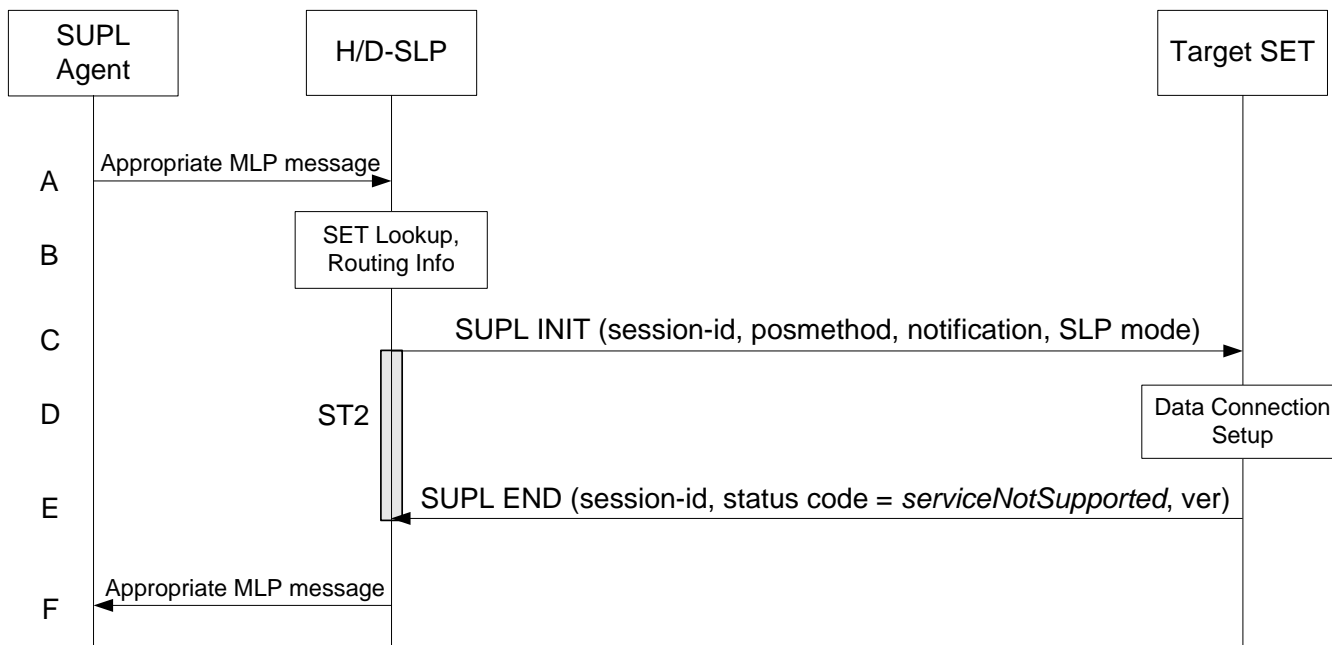 SUPL
Agent
H/D-SLP
Target SET
A
Appropriate MLP message
B
SET Lookup,
Routing Info
C
SUPL INIT (session-id, posmethod, notification, SLP mode)
D
ST2
Data Connection
Setup
E
SUPL END (session-id, status code = serviceNotSupported, ver)
F
Appropriate MLP message